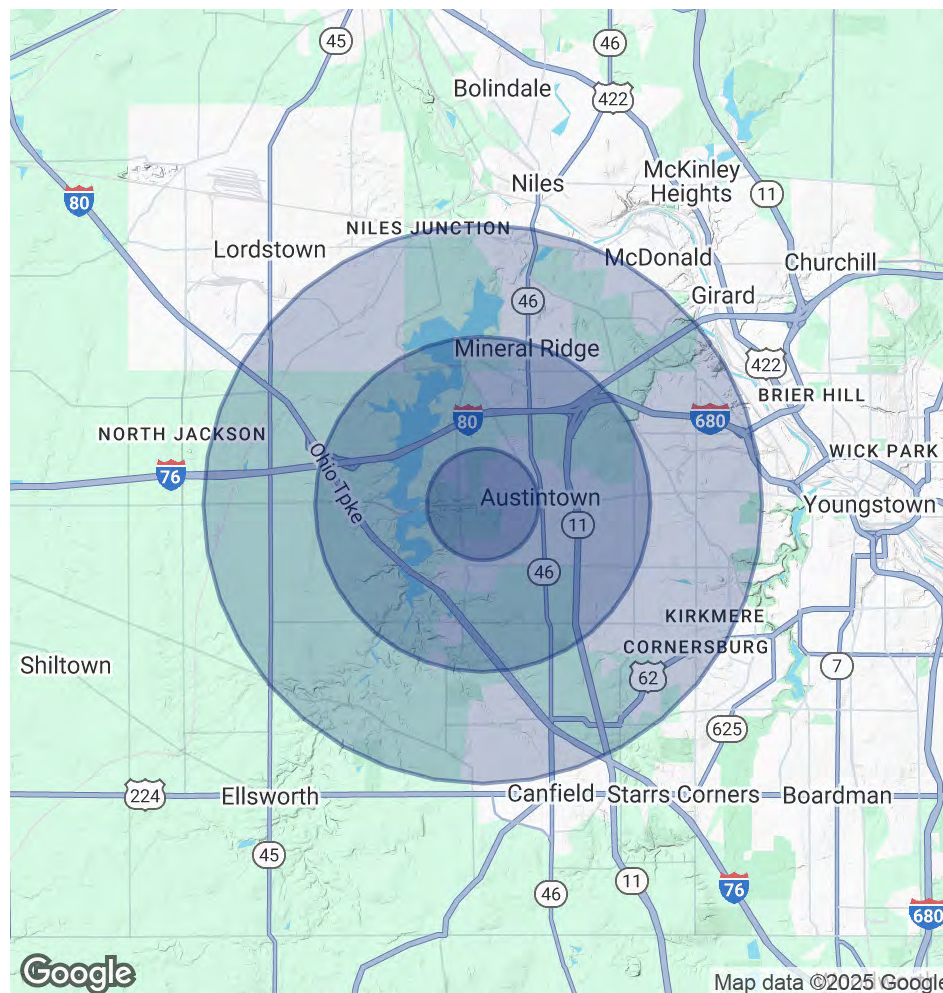 45
46
Bolindale
422
McKinley
Heights
Niles
11
80
NILES JUNCTION
Lordstown
McDonald
Churchill
Girard
46
Mineral Ridge
422
BRIER HILL
80
680
NORTH JACKSON
WICK PARK
76
Ohio Tpke
Austintown
Youngstown
11
46
KIRKMERE
CORNERSBURG
Shiltown
62
7
625
224
Ellsworth
Canfield
Starrs Corners
Boardman
45
11
46
76
680
Google
Map data ©2025 Google